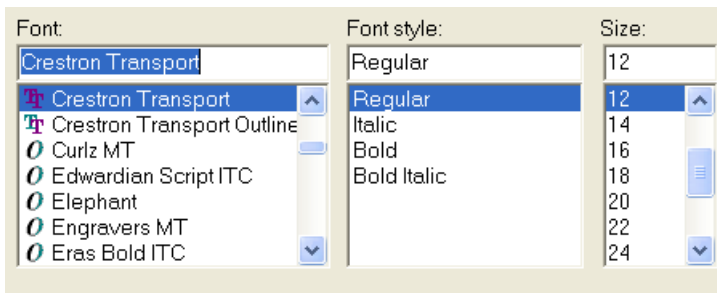 Font: Font style: Size:
Crestron Transport Regular 12
Crestron Transport Regular 12
Crestron Transport Outline Italic 14
Curlz MT Bold 16
Edwardian Script ITC Bold Italic 18
Elephant 20
Engravers MT 22
Eras Bold ITC 24